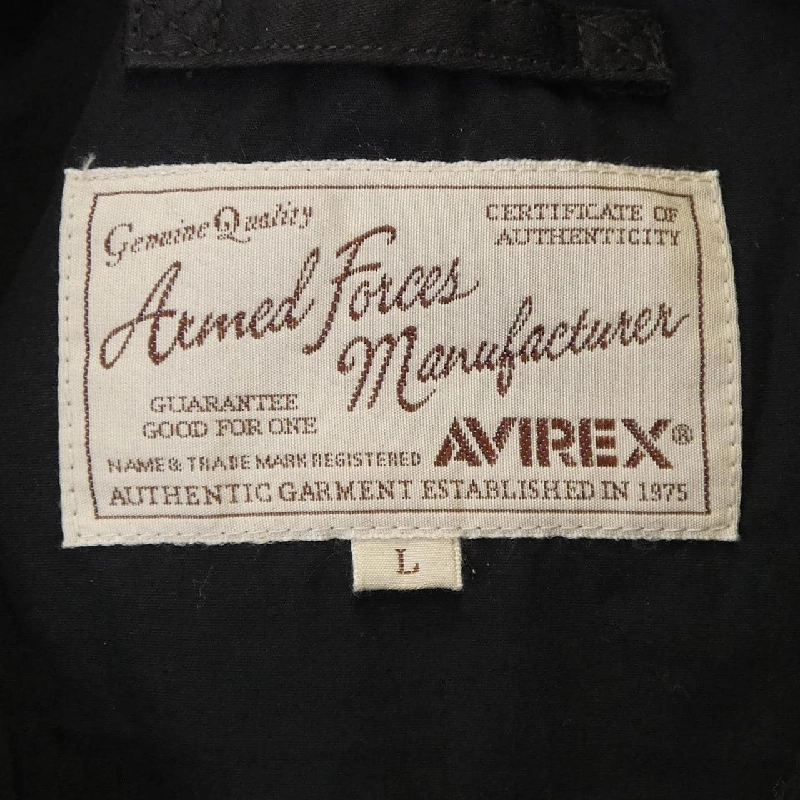 Genuine Quality
CERTIFICATE OF
AUTHENTICITY
Armed Forces
Manufacturer
GUARANTEE
GOOD FOR ONE
NAME & TRADE MARK REGISTERED
AVIREX®
AUTHENTIC GARMENT ESTABLISHED IN 1975
L